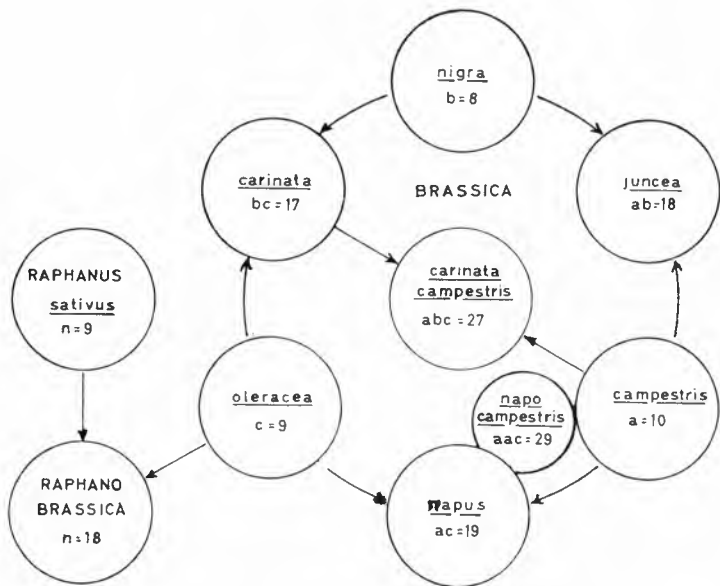 nigra
b = 8
carinata
bc = 17
BRASSICA
juncea
ab = 18
RAPHANUS
sativus
n = 9
carinata
campestris
abc = 27
oleracea
c = 9
napo
campestris
aac = 29
campestris
a = 10
RAPHANO
BRASSICA
n = 18
napus
ac = 19